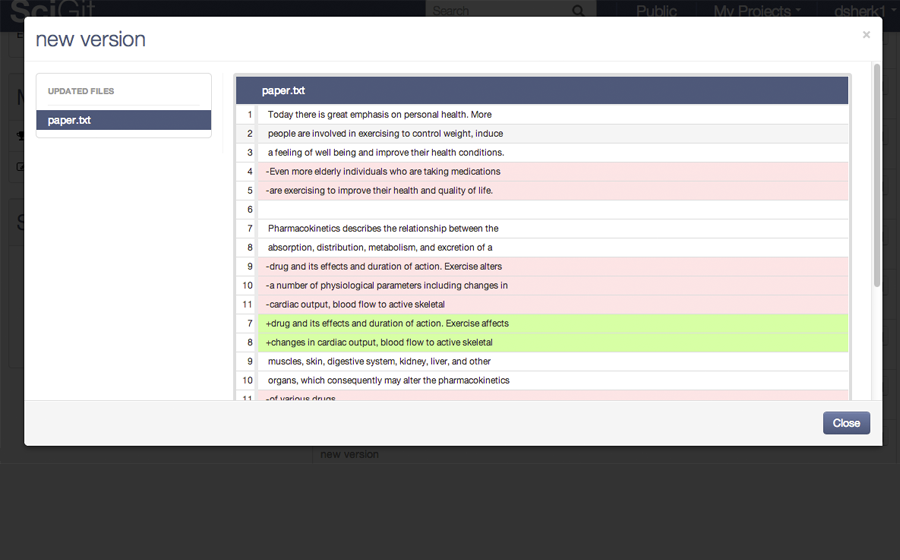 SciGit
Search
Public
My Projects
dsherk1
new version
×
UPDATED FILES
paper.txt
paper.txt
1 Today there is great emphasis on personal health. More
2 people are involved in exercising to control weight, induce
3 a feeling of well being and improve their health conditions.
4 -Even more elderly individuals who are taking medications
5 -are exercising to improve their health and quality of life.
6
7 Pharmacokinetics describes the relationship between the
8 absorption, distribution, metabolism, and excretion of a
9 -drug and its effects and duration of action. Exercise alters
10 -a number of physiological parameters including changes in
11 -cardiac output, blood flow to active skeletal
7 +drug and its effects and duration of action. Exercise affects
8 +changes in cardiac output, blood flow to active skeletal
9 muscles, skin, digestive system, kidney, liver, and other
10 organs, which consequently may alter the pharmacokinetics
11 -of various drugs
Close
new version